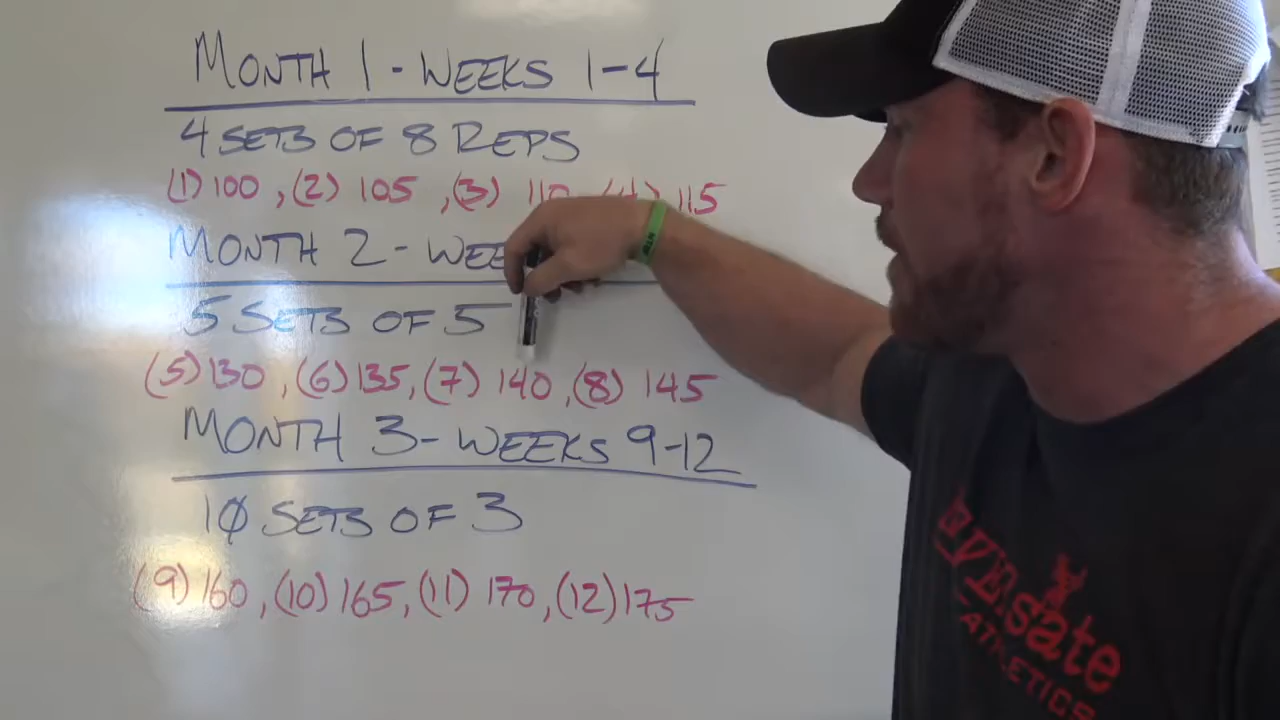 MONTH 1 - WEEKS 1-4
4 SETS OF 8 REPS
(1) 100 , (2) 105 , (3) 110 (4) 115
MONTH 2 -
5 SETS OF 5
(5) 130 , (6) 135, (7) 140 , (8) 145
MONTH 3 - WEEKS 9-12
10 SETS OF 3
(9) 160 , (10) 165, (11) 170, (12) 175
ATHLETICS